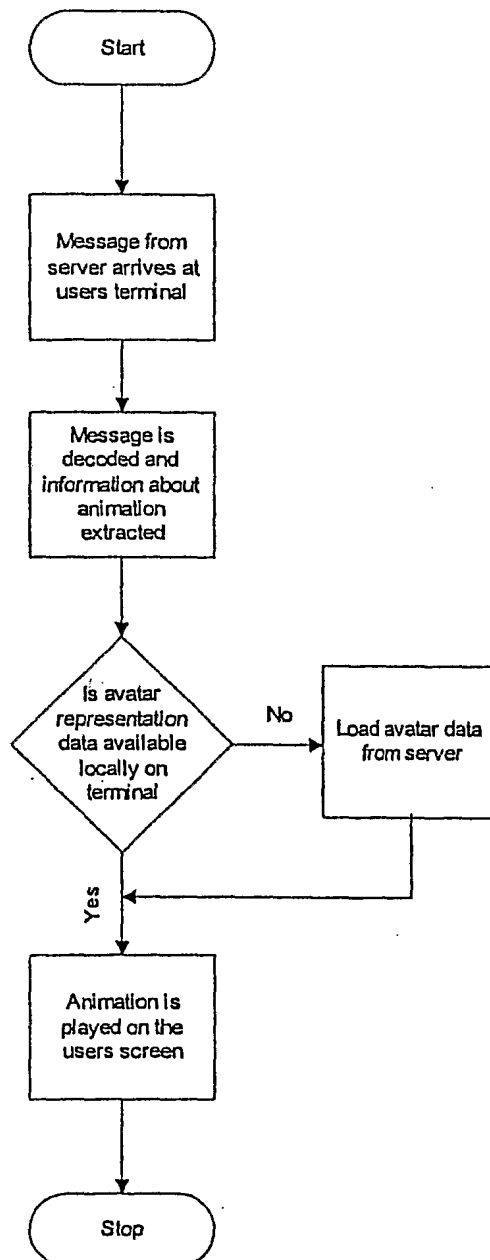 Start
Message from
server arrives at
users terminal
Message is
decoded and
information about
animation
extracted
Is avatar
representation
data available
locally on
terminal
No
Load avatar data
from server
Yes
Animation is
played on the
users screen
Stop